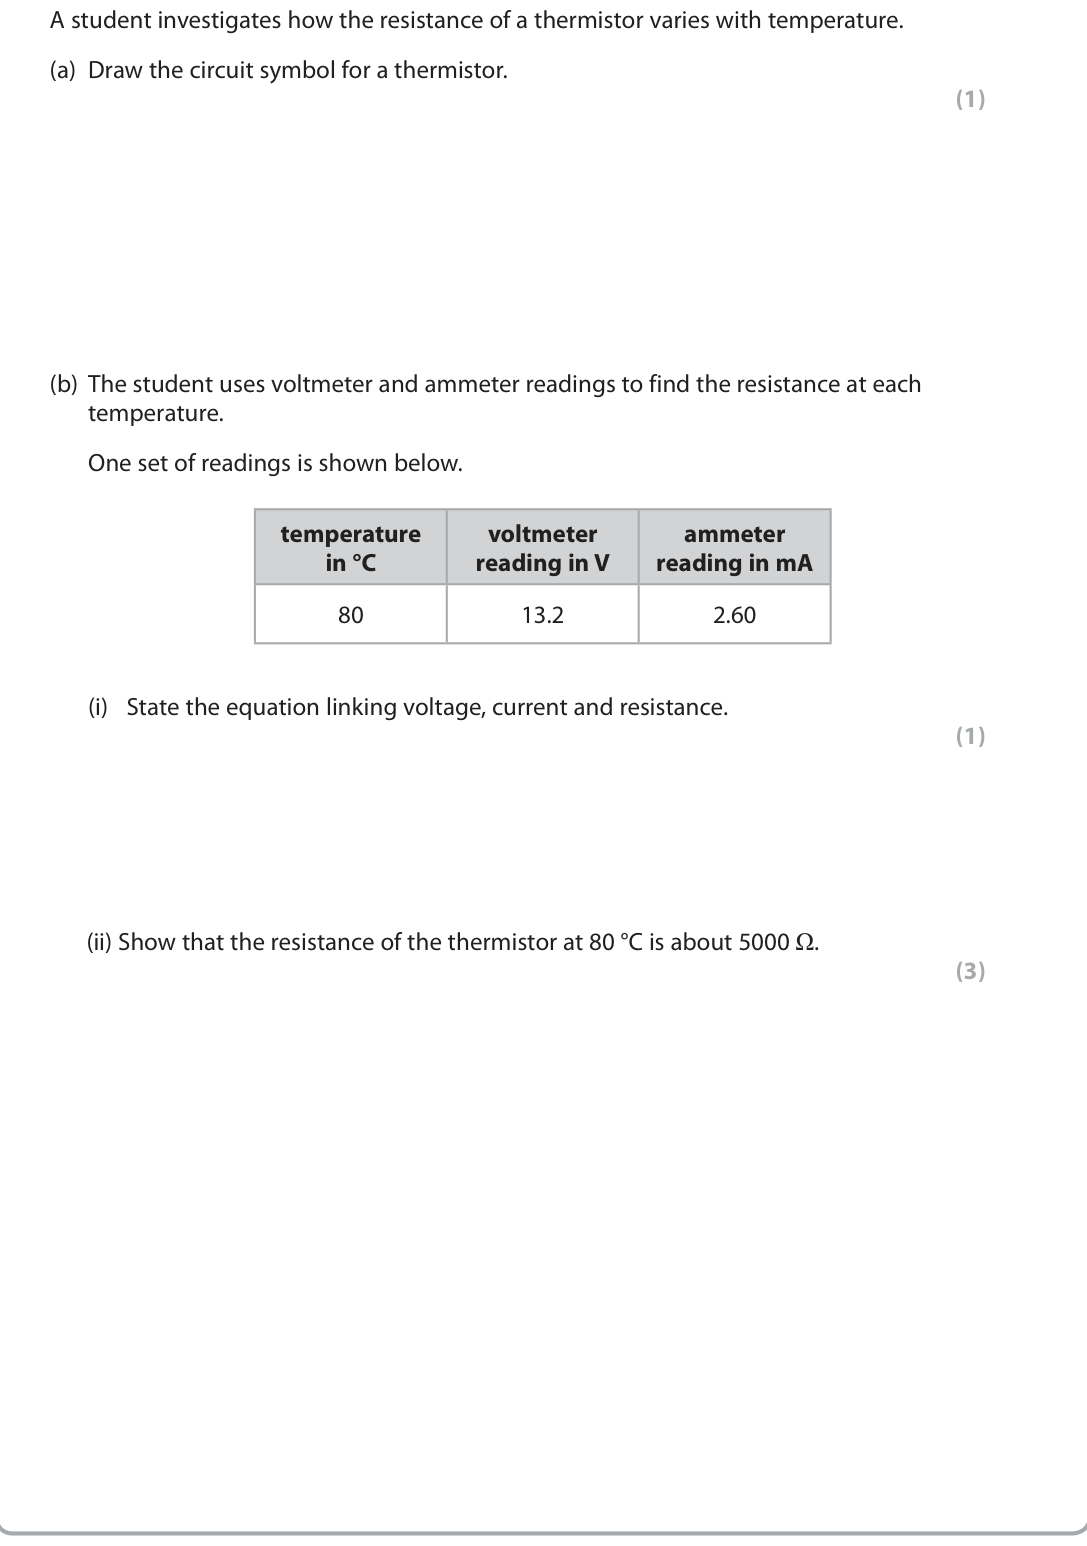 A student investigates how the resistance of a thermistor varies with temperature.
(a) Draw the circuit symbol for a thermistor.
(1)
(b) The student uses voltmeter and ammeter readings to find the resistance at each
temperature.
One set of readings is shown below.
temperature in °C voltmeter reading in V ammeter reading in mA
80 13.2 2.60
(i) State the equation linking voltage, current and resistance.
(1)
(ii) Show that the resistance of the thermistor at 80 °C is about 5000 Ω.
(3)